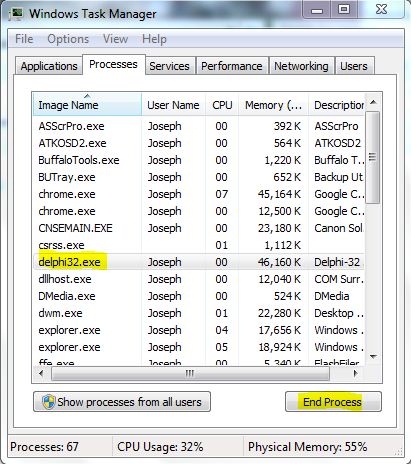 Windows Task Manager
File Options View Help
Applications Processes Services Performance Networking Users
Image Name User Name CPU Memory (... Description
ASScrPro.exe Joseph 00 392 K ASScrPro
ATKOSD2.exe Joseph 00 564 K ATKOSD2
BuffaloTools.exe Joseph 00 1,220 K Buffalo T...
BUTray.exe Joseph 00 652 K Backup Ut
chrome.exe Joseph 07 45,164 K Google C...
chrome.exe Joseph 00 12,500 K Google C...
CNSEMAIN.EXE Joseph 00 23,180 K Canon Sol
csrss.exe 01 1,112 K
delphi32.exe Joseph 00 46,160 K Delphi-32
dllhost.exe Joseph 00 12,040 K COM Surr...
DMedia.exe Joseph 00 524 K DMedia
dwm.exe Joseph 01 22,280 K Desktop ...
explorer.exe Joseph 04 17,656 K Windows ...
explorer.exe Joseph 05 18,924 K Windows ...
ffe.exe Joseph 00 5,340 K FlashFiler
Show processes from all users
End Process
Processes: 67 CPU Usage: 32% Physical Memory: 55%